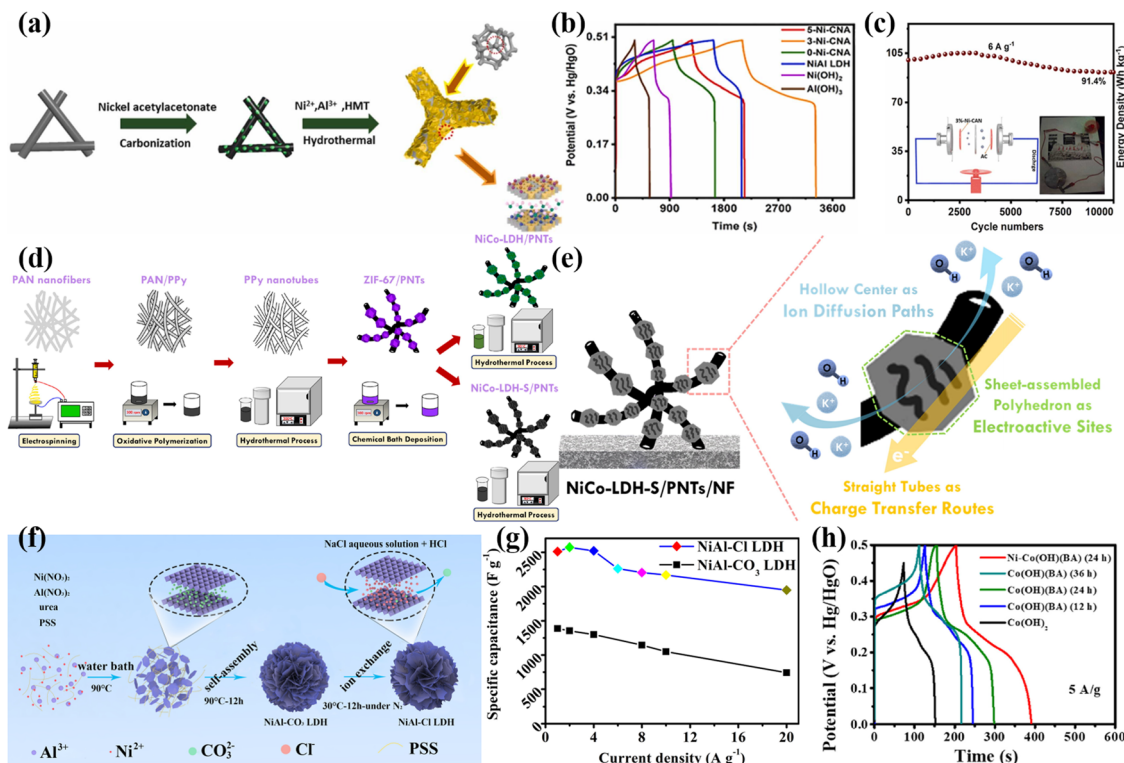 (a)
Nickel acetylacetonate
Carbonization
Ni²⁺,Al³⁺ ,HMT
Hydrothermal
(b)
Potential (V vs. Hg/HgO)
0.51
0.34
0.17
0.00
5-Ni-CNA
3-Ni-CNA
0-Ni-CNA
NiAl LDH
Ni(OH)₂
Al(OH)₃
0 900 1800 2700 3600
Time (s)
(c)
105
70
35
0
6 A g⁻¹
91.4%
3%-Ni-CAN
AC
Discharge
Energy Density (Wh kg⁻¹)
0 2500 5000 7500 10000
Cycle numbers
(d)
PAN nanofibers
PAN/PPy
PPy nanotubes
ZIF-67/PNTs
NiCo-LDH/PNTs
Hydrothermal Process
NiCo-LDH-S/PNTs
Hydrothermal Process
Electrospinning
Oxidative Polymerization
Hydrothermal Process
Chemical Bath Deposition
(e)
NiCo-LDH-S/PNTs/NF
Hollow Center as
Ion Diffusion Paths
Sheet-assembled
Polyhedron as
Electroactive Sites
Straight Tubes as
Charge Transfer Routes
e⁻
O H K⁺
O H K⁺
K⁺
O H K⁺
K⁺
O H K⁺
(f)
Ni(NO₃)₂
Al(NO₃)₂
urea
PSS
water bath
90°C
self-assembly
90°C-12h
NiAl-CO₃ LDH
ion exchange
30°C-12h-under N₂
NiAl-Cl LDH
NaCl aqueous solution + HCl
Cl⁻
CO₃²⁻
Al³⁺ Ni²⁺ CO₃²⁻ Cl⁻ PSS
(g)
Specific capacitance (F g⁻¹)
2500
2000
1500
1000
500
0
NiAl-Cl LDH
NiAl-CO₃ LDH
0 4 8 12 16 20
Current density (A g⁻¹)
(h)
Potential (V vs. Hg/HgO)
0.5
0.4
0.3
0.2
0.1
0.0
Ni-Co(OH)(BA) (24 h)
Co(OH)(BA) (36 h)
Co(OH)(BA) (24 h)
Co(OH)(BA) (12 h)
Co(OH)₂
5 A/g
0 100 200 300 400 500 600
Time (s)